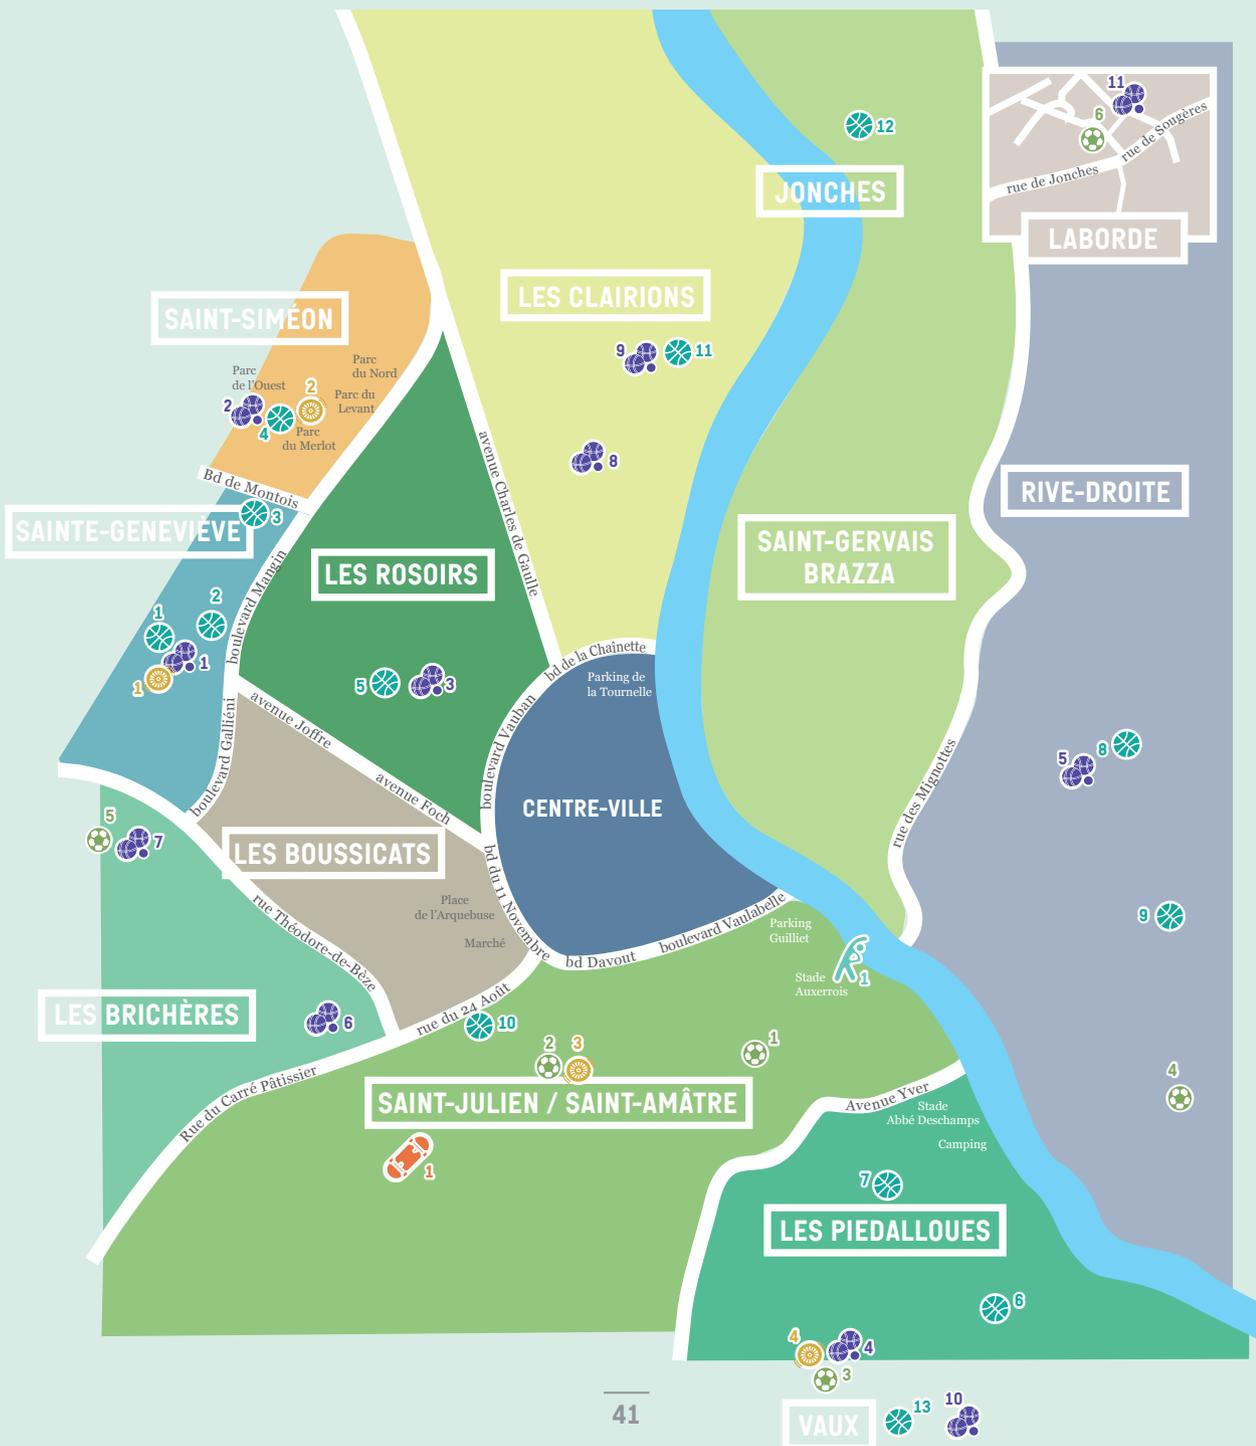 11
6
rue de Sougères
rue de Jonches
LABORDE
12
JONCHES
LES CLAIRIONS
9
11
8
SAINT-SIMÉON
Parc
de l'Ouest
Parc
du Nord
Parc du
Levant
2
2
4
Parc
du Merlot
Bd de Montois
3
SAINTE-GENEVIÈVE
avenue Charles de Gaulle
RIVE-DROITE
SAINT-GERVAIS
BRAZZA
LES ROSOIRS
boulevard Mangin
1
2
1
1
5
3
bd de la Chaînette
Parking de
la Tournelle
avenue Joffre
boulevard Galliéni
boulevard Vauban
avenue Foch
CENTRE-VILLE
5
8
rue des Mignottes
5
7
LES BOUSSICATS
bd du 11 Novembre
Place
de l'Arquebuse
Marché
rue Théodore-de-Bèze
bd Davout
boulevard Vaulabelle
Parking
Guilliet
Stade
Auxerrois
1
9
LES BRICHÈRES
6
rue du 24 Août
10
2
3
1
4
Rue du Carré Pâtissier
SAINT-JULIEN / SAINT-AMÂTRE
1
Avenue Yver
Stade
Abbé Deschamps
Camping
7
LES PIEDALLOUES
6
4
4
3
41
VAUX
13
10